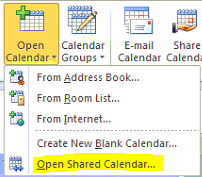 Open Calendar
Calendar Groups
E-mail Calendar
Share Calendar
From Address Book...
From Room List...
From Internet...
Create New Blank Calendar...
Open Shared Calendar...